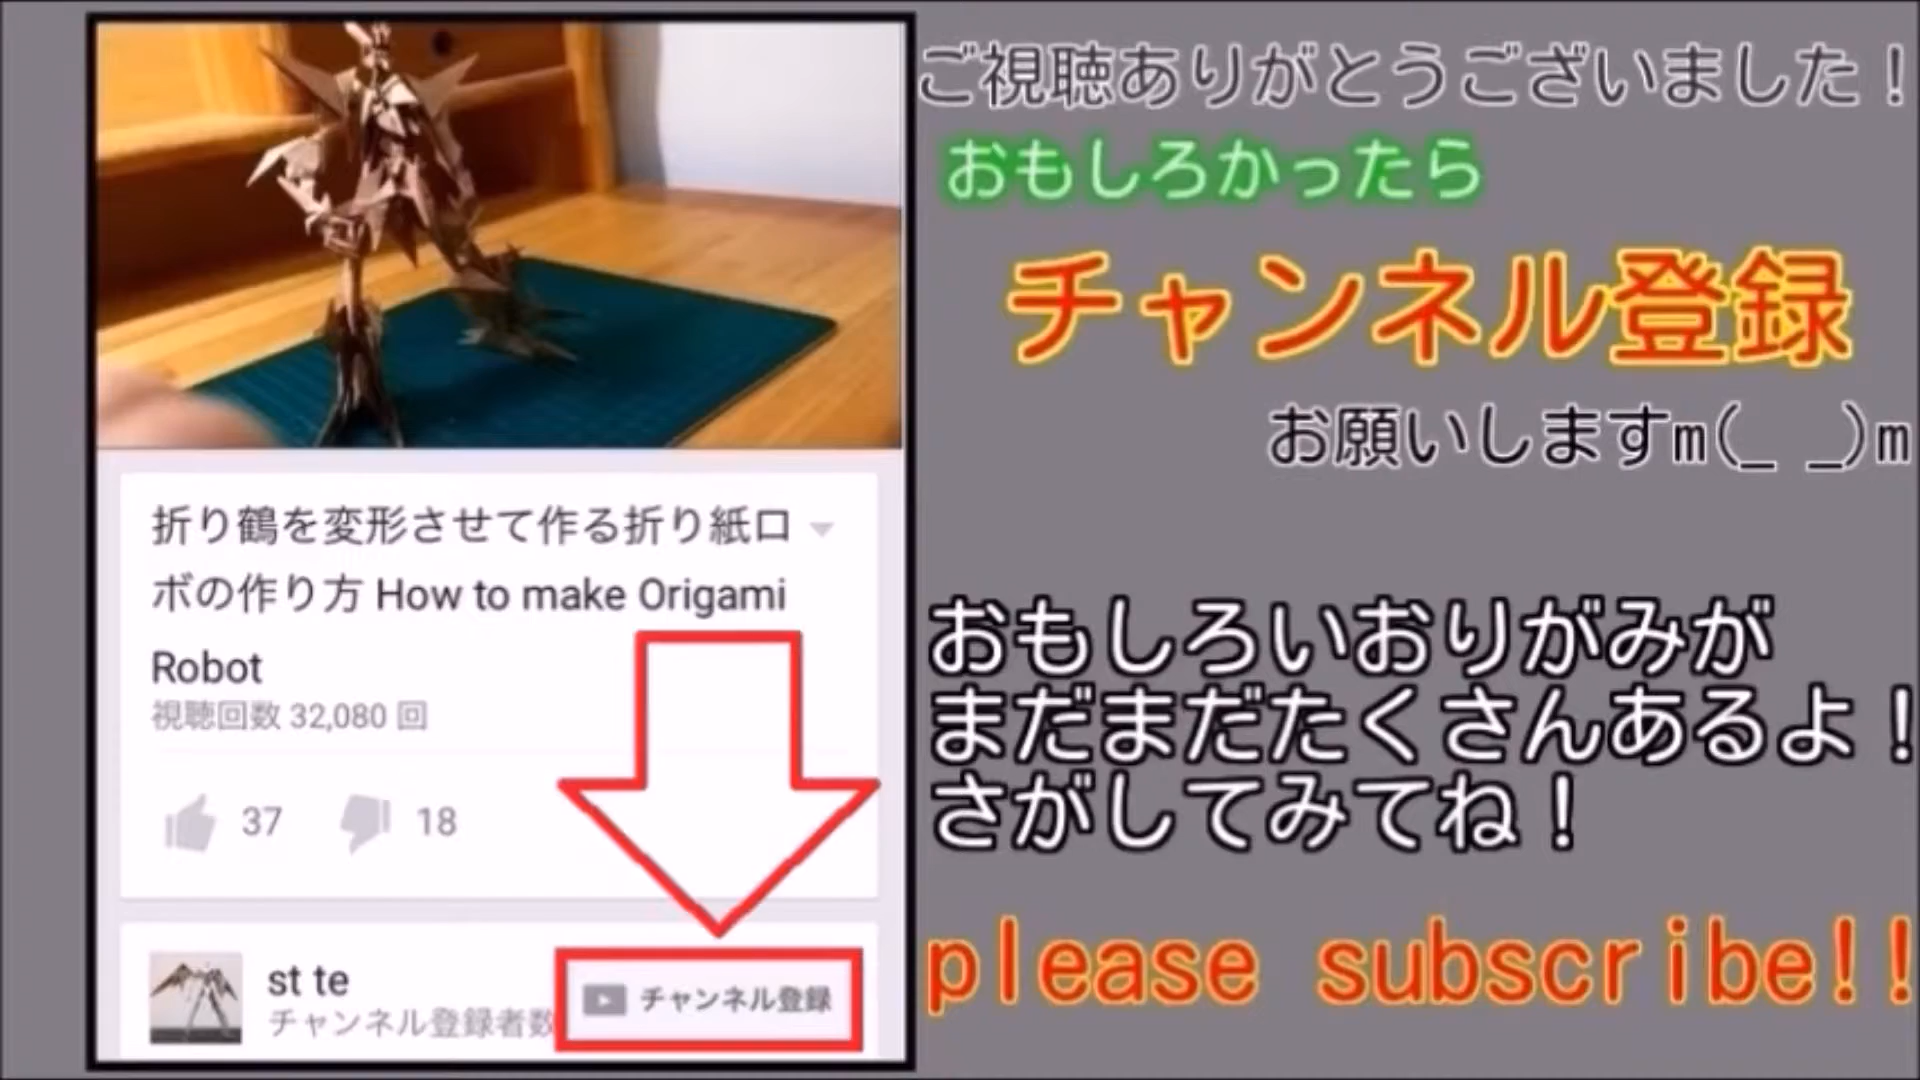 ご視聴ありがとうございました！
おもしろかったら
チャンネル登録
お願いしますm(_ _)m
おもしろいおりがみが
まだまだたくさんあるよ！
さがしてみてね！
please subscribe!!
折り鶴を変形させて作る折り紙ロ
ボの作り方 How to make Origami
Robot
視聴回数 32,080 回
37 18
st te
チャンネル登録者数
チャンネル登録